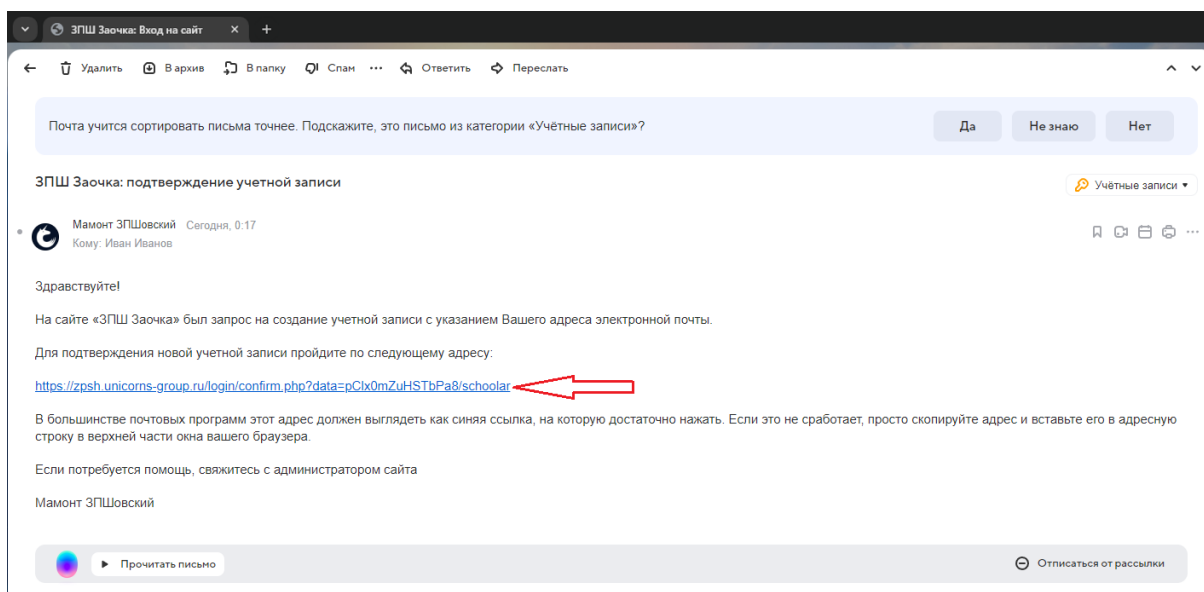 ЗПШ Заочка: Вход на сайт
Удалить В архив В папку Спам Ответить Переслать
Почта учится сортировать письма точнее. Подскажите, это письмо из категории «Учётные записи»? Да Не знаю Нет
ЗПШ Заочка: подтверждение учетной записи
Учётные записи
Мамонт ЗПШовский Сегодня, 0:17
Кому: Иван Иванов
Здравствуйте!
На сайте «ЗПШ Заочка» был запрос на создание учетной записи с указанием Вашего адреса электронной почты.
Для подтверждения новой учетной записи пройдите по следующему адресу:
https://zpsh.unicorns-group.ru/login/confirm.php?data=pClx0mZuHSTbPa8/schoolar
В большинстве почтовых программ этот адрес должен выглядеть как синяя ссылка, на которую достаточно нажать. Если это не сработает, просто скопируйте адрес и вставьте его в адресную
строку в верхней части окна вашего браузера.
Если потребуется помощь, свяжитесь с администратором сайта
Мамонт ЗПШовский
Прочитать письмо Отписаться от рассылки